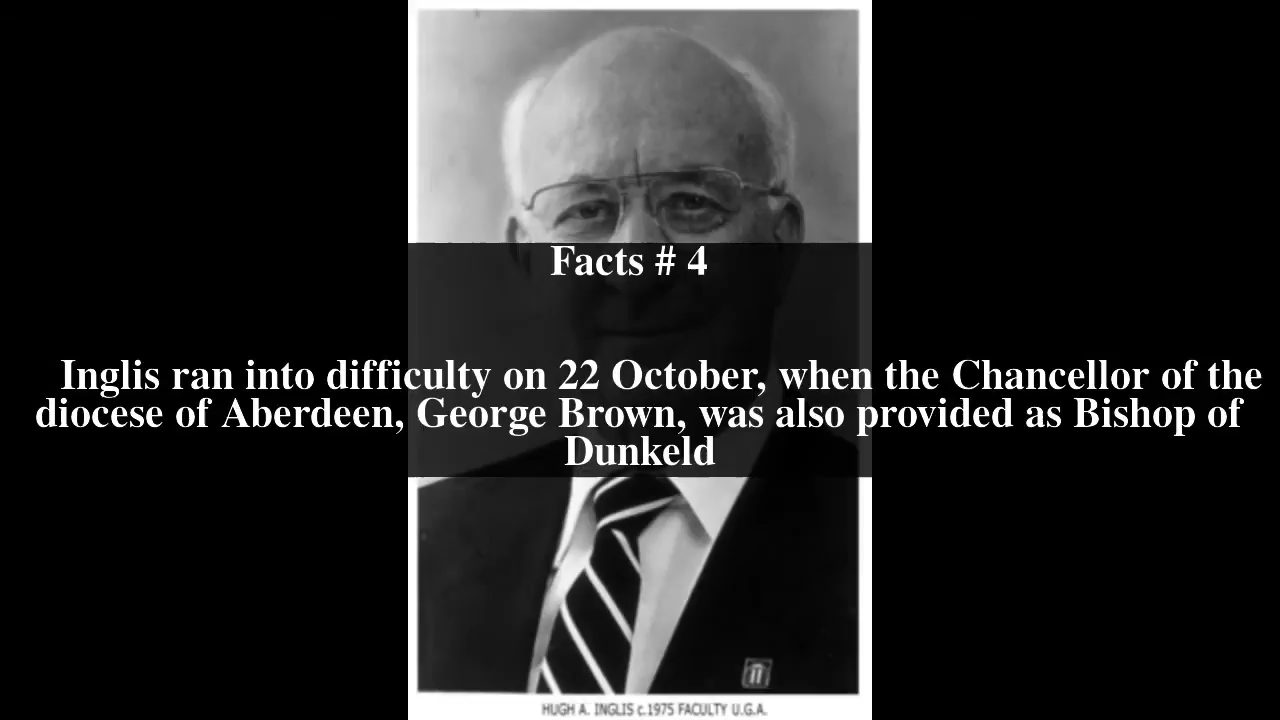 Facts # 4
Inglis ran into difficulty on 22 October, when the Chancellor of the
diocese of Aberdeen, George Brown, was also provided as Bishop of
Dunkeld
HUGH A. INGLIS c.1975 FACULTY U.G.A.